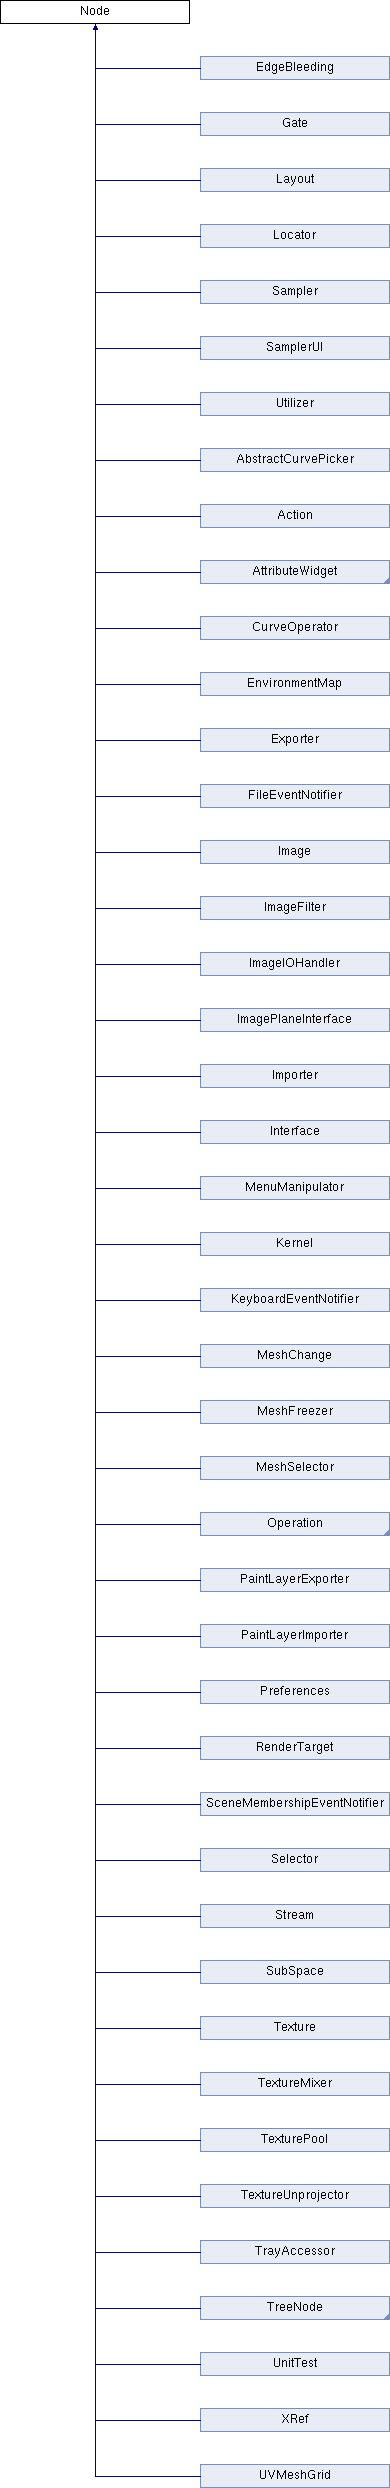 Node
EdgeBleeding
Gate
Layout
Locator
Sampler
SamplerUI
Utilizer
AbstractCurvePicker
Action
AttributeWidget
CurveOperator
EnvironmentMap
Exporter
FileEventNotifier
Image
ImageFilter
ImageIOHandler
ImagePlaneInterface
Importer
Interface
MenuManipulator
Kernel
KeyboardEventNotifier
MeshChange
MeshFreezer
MeshSelector
Operation
PaintLayerExporter
PaintLayerImporter
Preferences
RenderTarget
SceneMembershipEventNotifier
Selector
Stream
SubSpace
Texture
TextureMixer
TexturePool
TextureUnprojector
TrayAccessor
TreeNode
UnitTest
XRef
UVMeshGrid